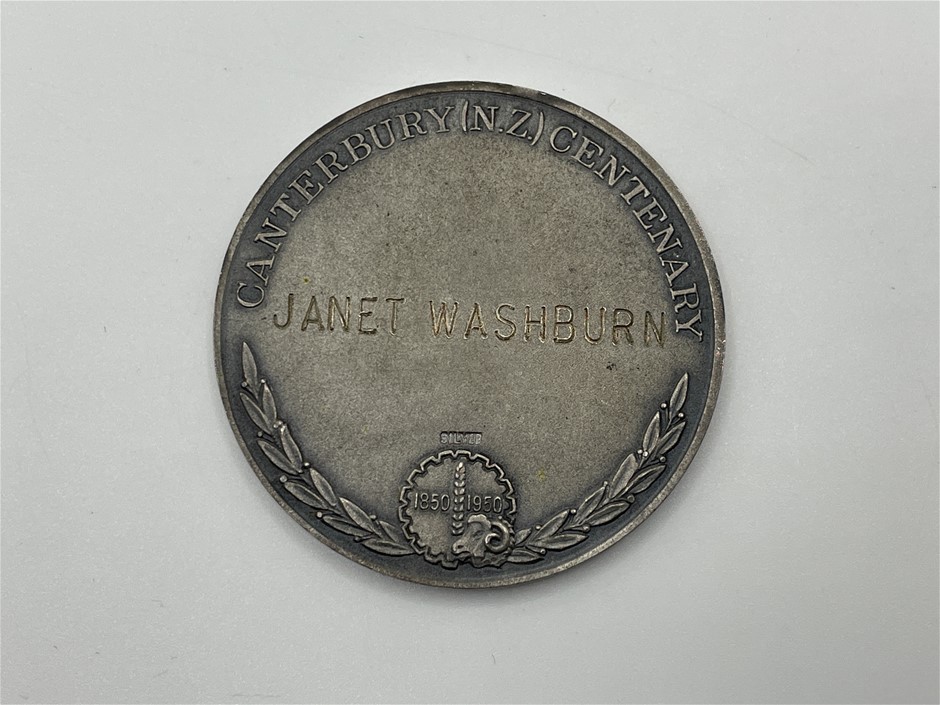 CANTERBURY (N.Z.) CENTENARY
JANET WASHBURN
SILVER
1850 1950